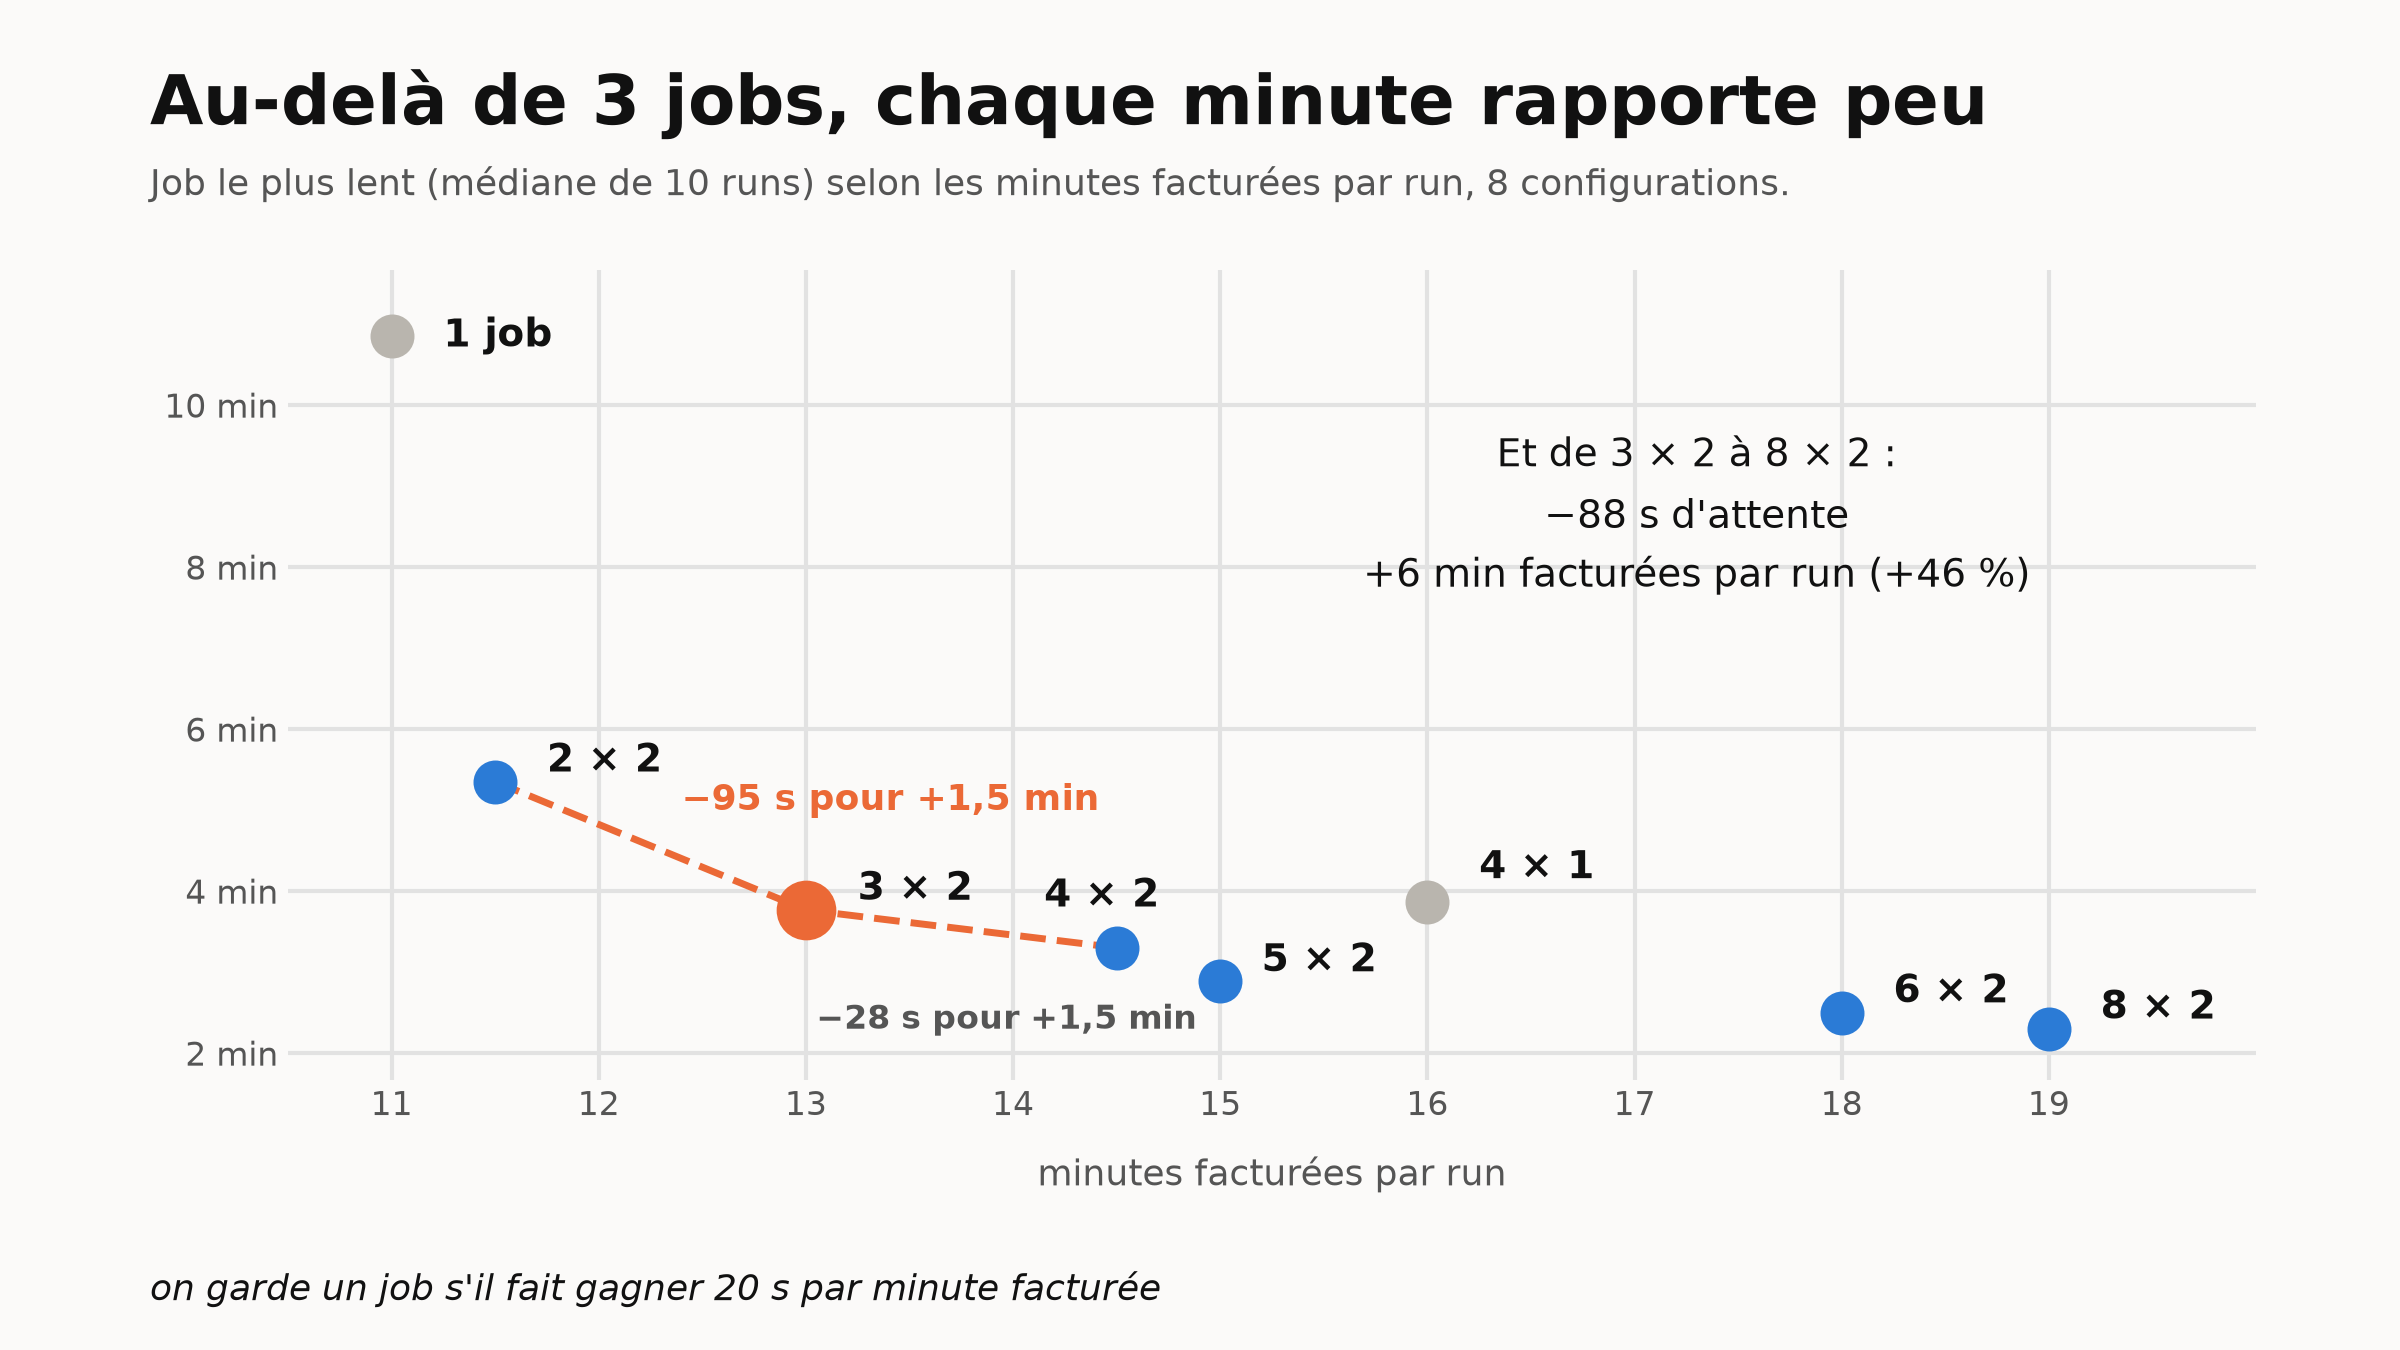 Au-delà de 3 jobs, chaque minute rapporte peu
Job le plus lent (médiane de 10 runs) selon les minutes facturées par run, 8 configurations.
1 job
10 min
Et de 3 × 2 à 8 × 2 :
−88 s d'attente
8 min
+6 min facturées par run (+46 %)
6 min
2 × 2
−95 s pour +1,5 min
4 × 1
4 min
3 × 2
4 × 2
5 × 2
6 × 2
8 × 2
−28 s pour +1,5 min
2 min
11 12 13 14 15 16 17 18 19
minutes facturées par run
on garde un job s'il fait gagner 20 s par minute facturée